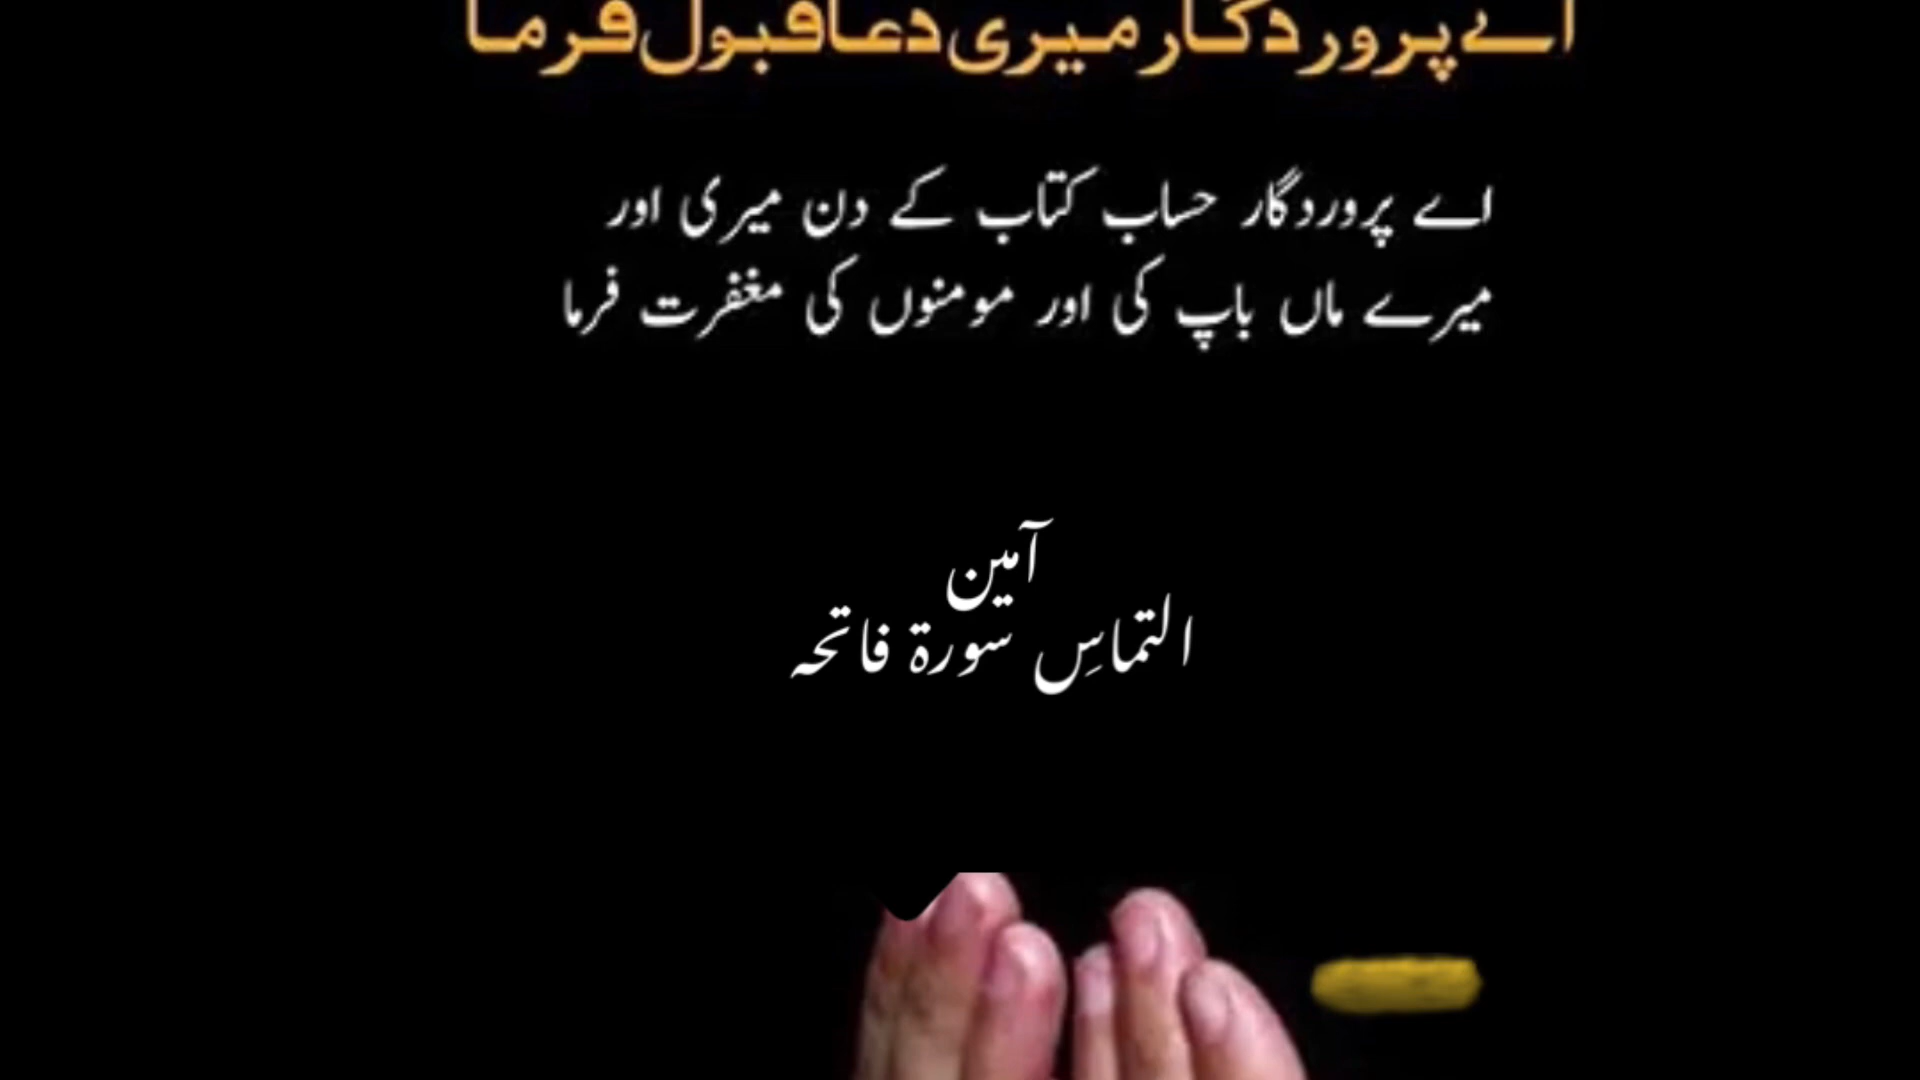 اے پروردگار میری دعا قبول فرما
اے پروردگار حساب کتاب کے دن میری اور
میرے ماں باپ کی اور مومنوں کی مغفرت فرما
آمین
التماسِ سورۃ فاتحہ